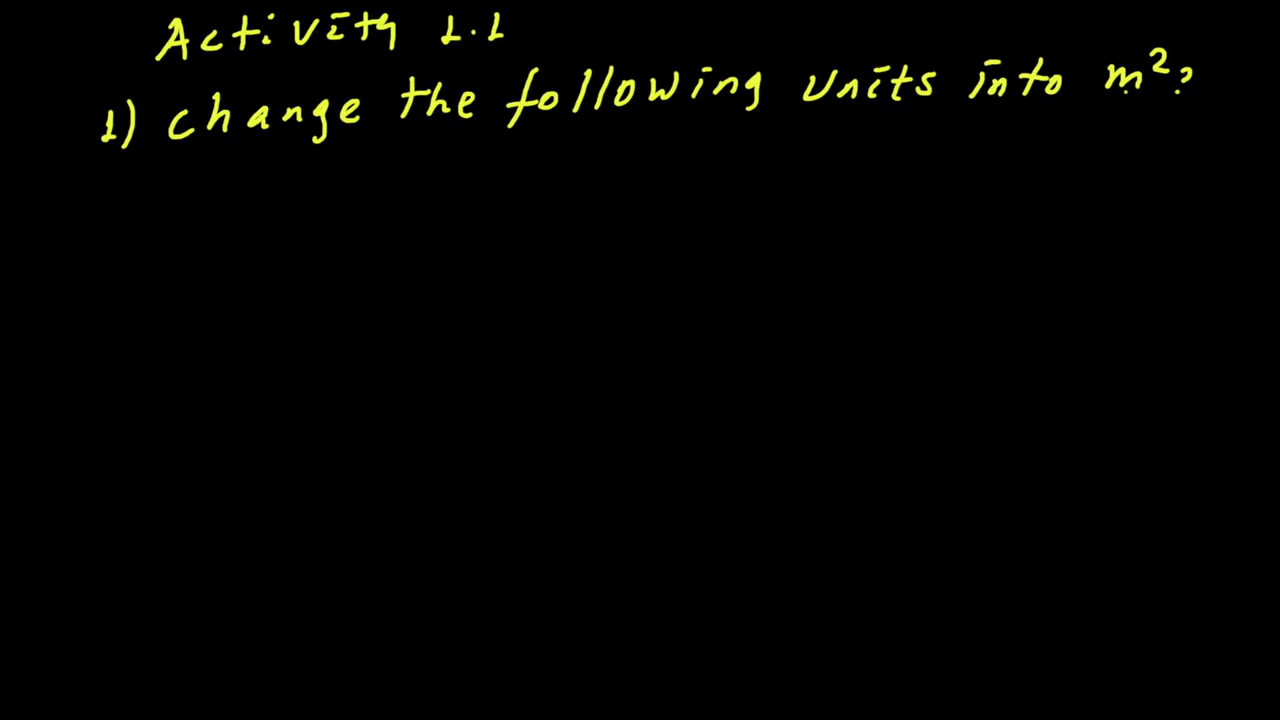 Activity 1.1
1) change the following units into m²?